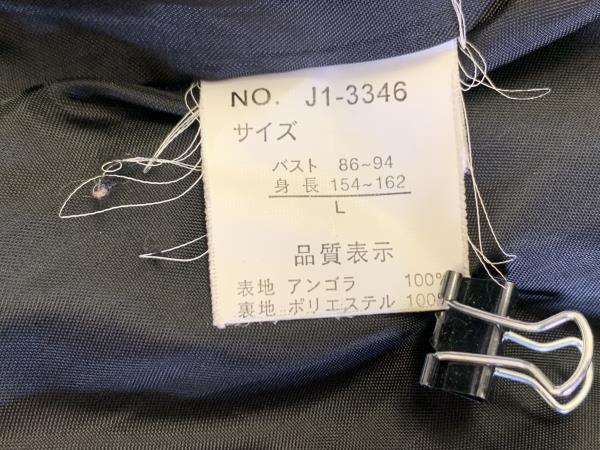 NO. J1-3346
サイズ
バスト 86~94
身長 154~162
L
品質表示
表地 アンゴラ 100%
裏地 ポリエステル 100%